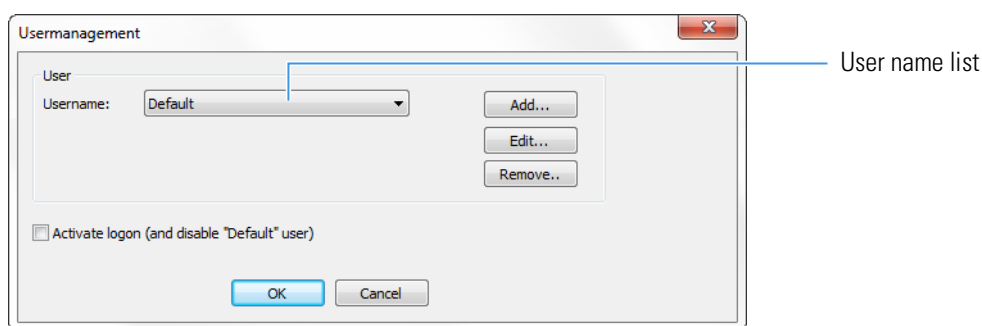 Usermanagement
User name list
User
Username: Default Add...
Edit...
Remove..
Activate logon (and disable "Default" user)
OK Cancel